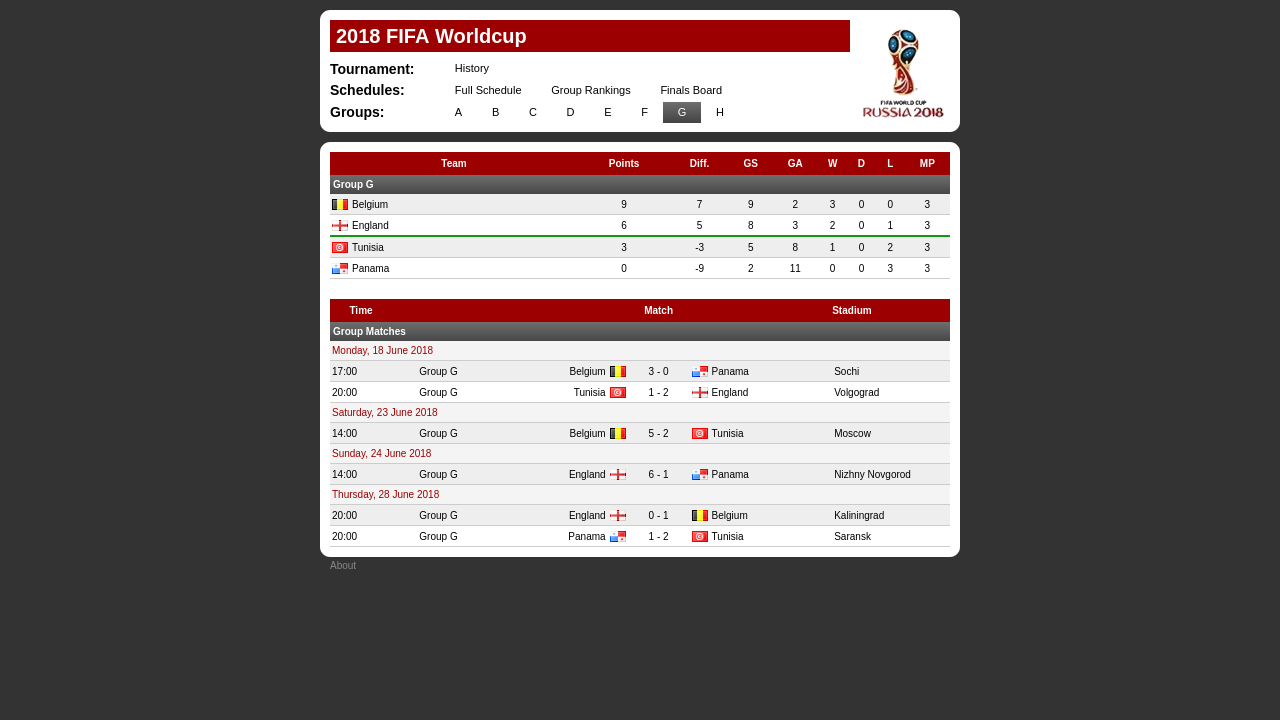 2018 FIFA Worldcup
FIFA WORLD CUP
RUSSIA 2018
Tournament: History
Schedules: Full Schedule Group Rankings Finals Board
Groups: A B C D E F G H
Team Points Diff. GS GA W D L MP
Group G
Belgium 9 7 9 2 3 0 0 3
England 6 5 8 3 2 0 1 3
Tunisia 3 -3 5 8 1 0 2 3
Panama 0 -9 2 11 0 0 3 3
Time Match Stadium
Group Matches
Monday, 18 June 2018
17:00 Group G Belgium 3 - 0 Panama Sochi
20:00 Group G Tunisia 1 - 2 England Volgograd
Saturday, 23 June 2018
14:00 Group G Belgium 5 - 2 Tunisia Moscow
Sunday, 24 June 2018
14:00 Group G England 6 - 1 Panama Nizhny Novgorod
Thursday, 28 June 2018
20:00 Group G England 0 - 1 Belgium Kaliningrad
20:00 Group G Panama 1 - 2 Tunisia Saransk
About